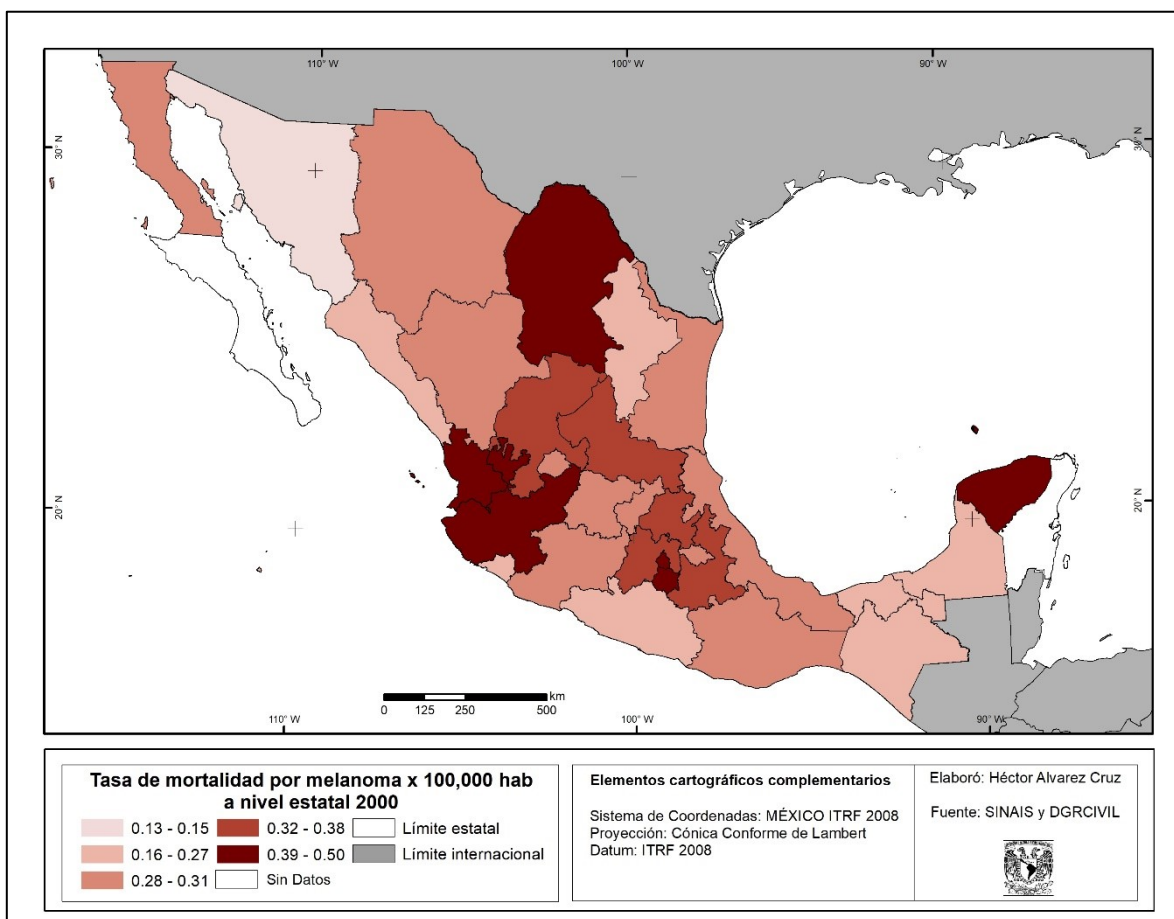 110° W
100° W
90° W
30° N
30° N
20° N
20° N
km
0 125 250 500
110° W
100° W
90° W
Tasa de mortalidad por melanoma x 100,000 hab
a nivel estatal 2000
0.13 - 0.15
0.32 - 0.38
Límite estatal
0.16 - 0.27
0.39 - 0.50
Límite internacional
0.28 - 0.31
Sin Datos
Elementos cartográficos complementarios
Sistema de Coordenadas: MÉXICO ITRF 2008
Proyección: Cónica Conforme de Lambert
Datum: ITRF 2008
Elaboró: Héctor Alvarez Cruz
Fuente: SINAIS y DGRCIVIL